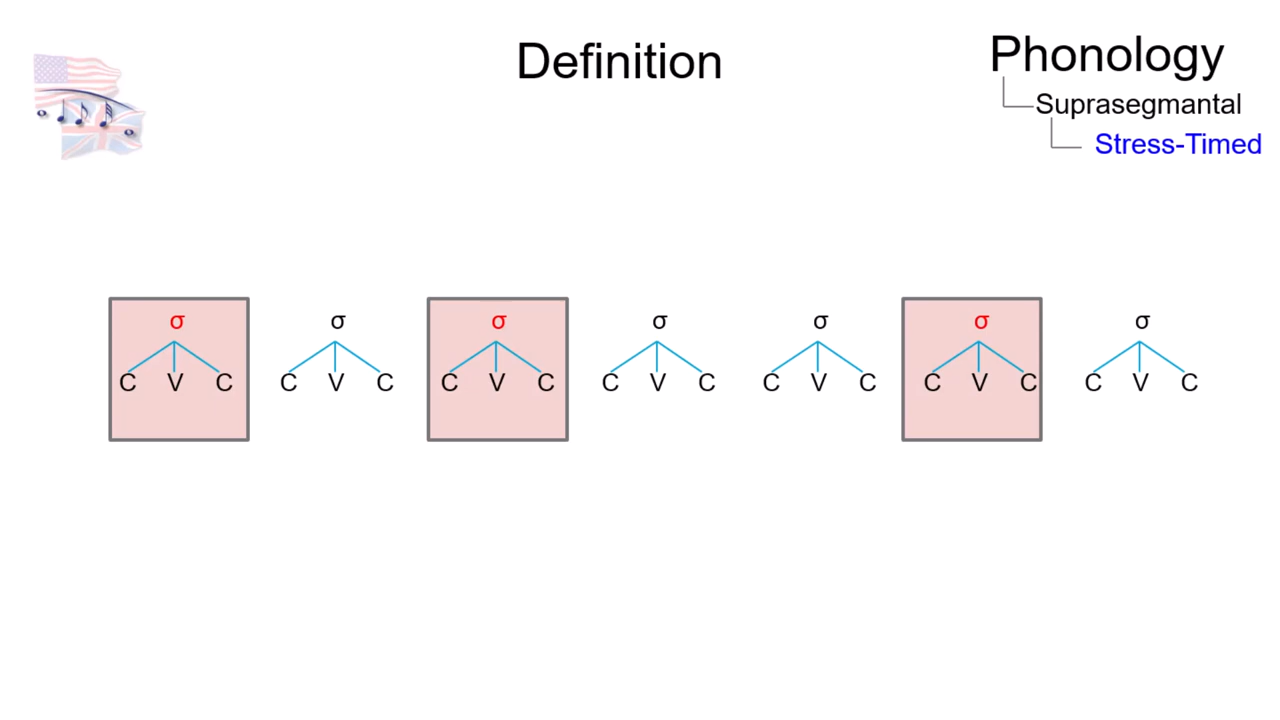 Definition
Phonology
Suprasegmantal
Stress-Timed
σ σ σ σ σ σ σ
C V C C V C C V C C V C C V C C V C C V C